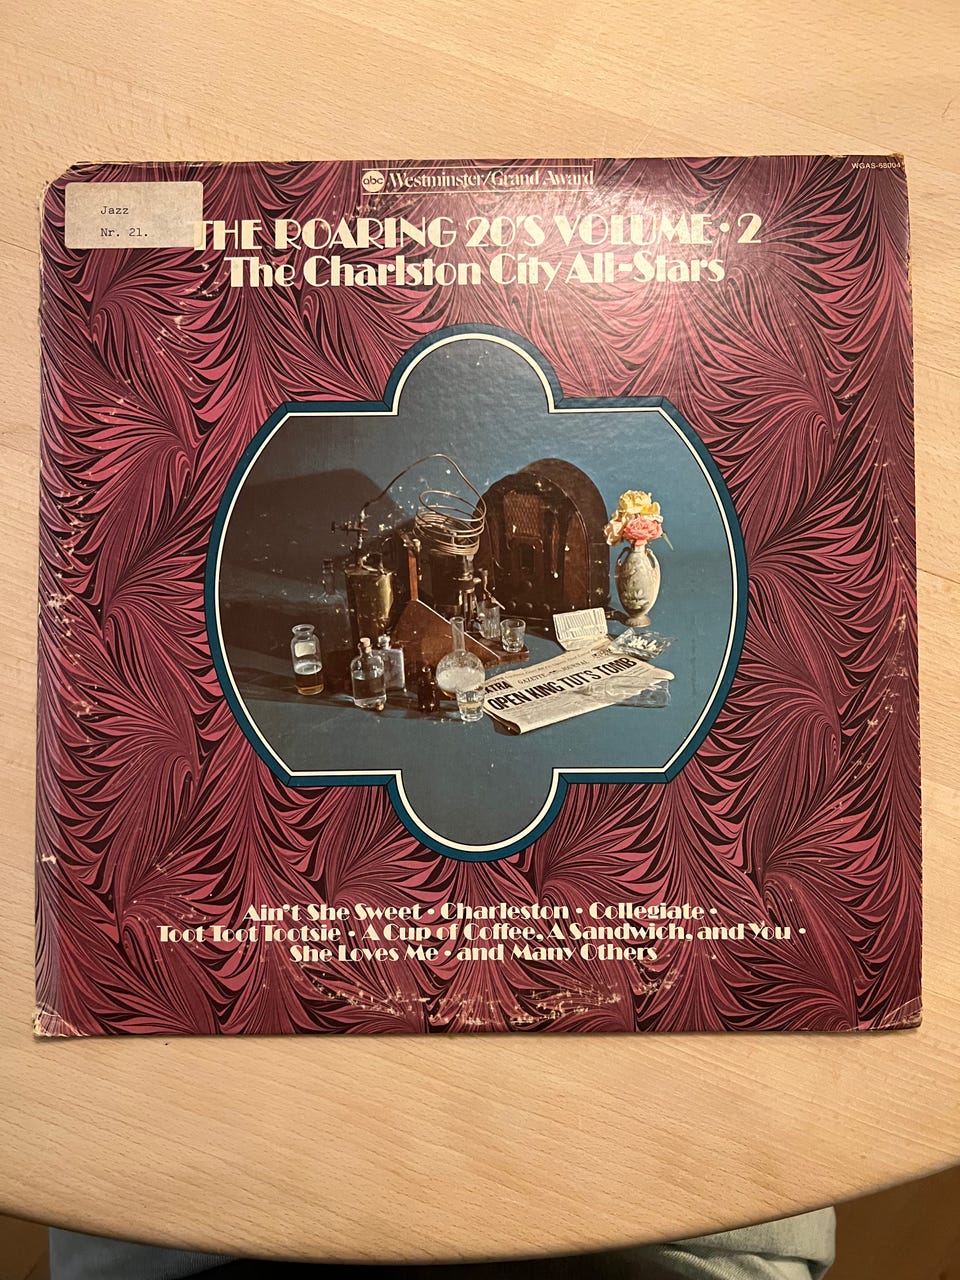 WGAS-68004
abc Westminster/Grand Award
Jazz
Nr. 21.
THE ROARING 20'S VOLUME • 2
The Charlston City All-Stars
GAZETTE JOURNAL
OPEN KING TUT'S TOMB
Ain't She Sweet • Charleston • Collegiate •
Toot Toot Tootsie • A Cup of Coffee, A Sandwich, and You •
She Loves Me • and Many Others